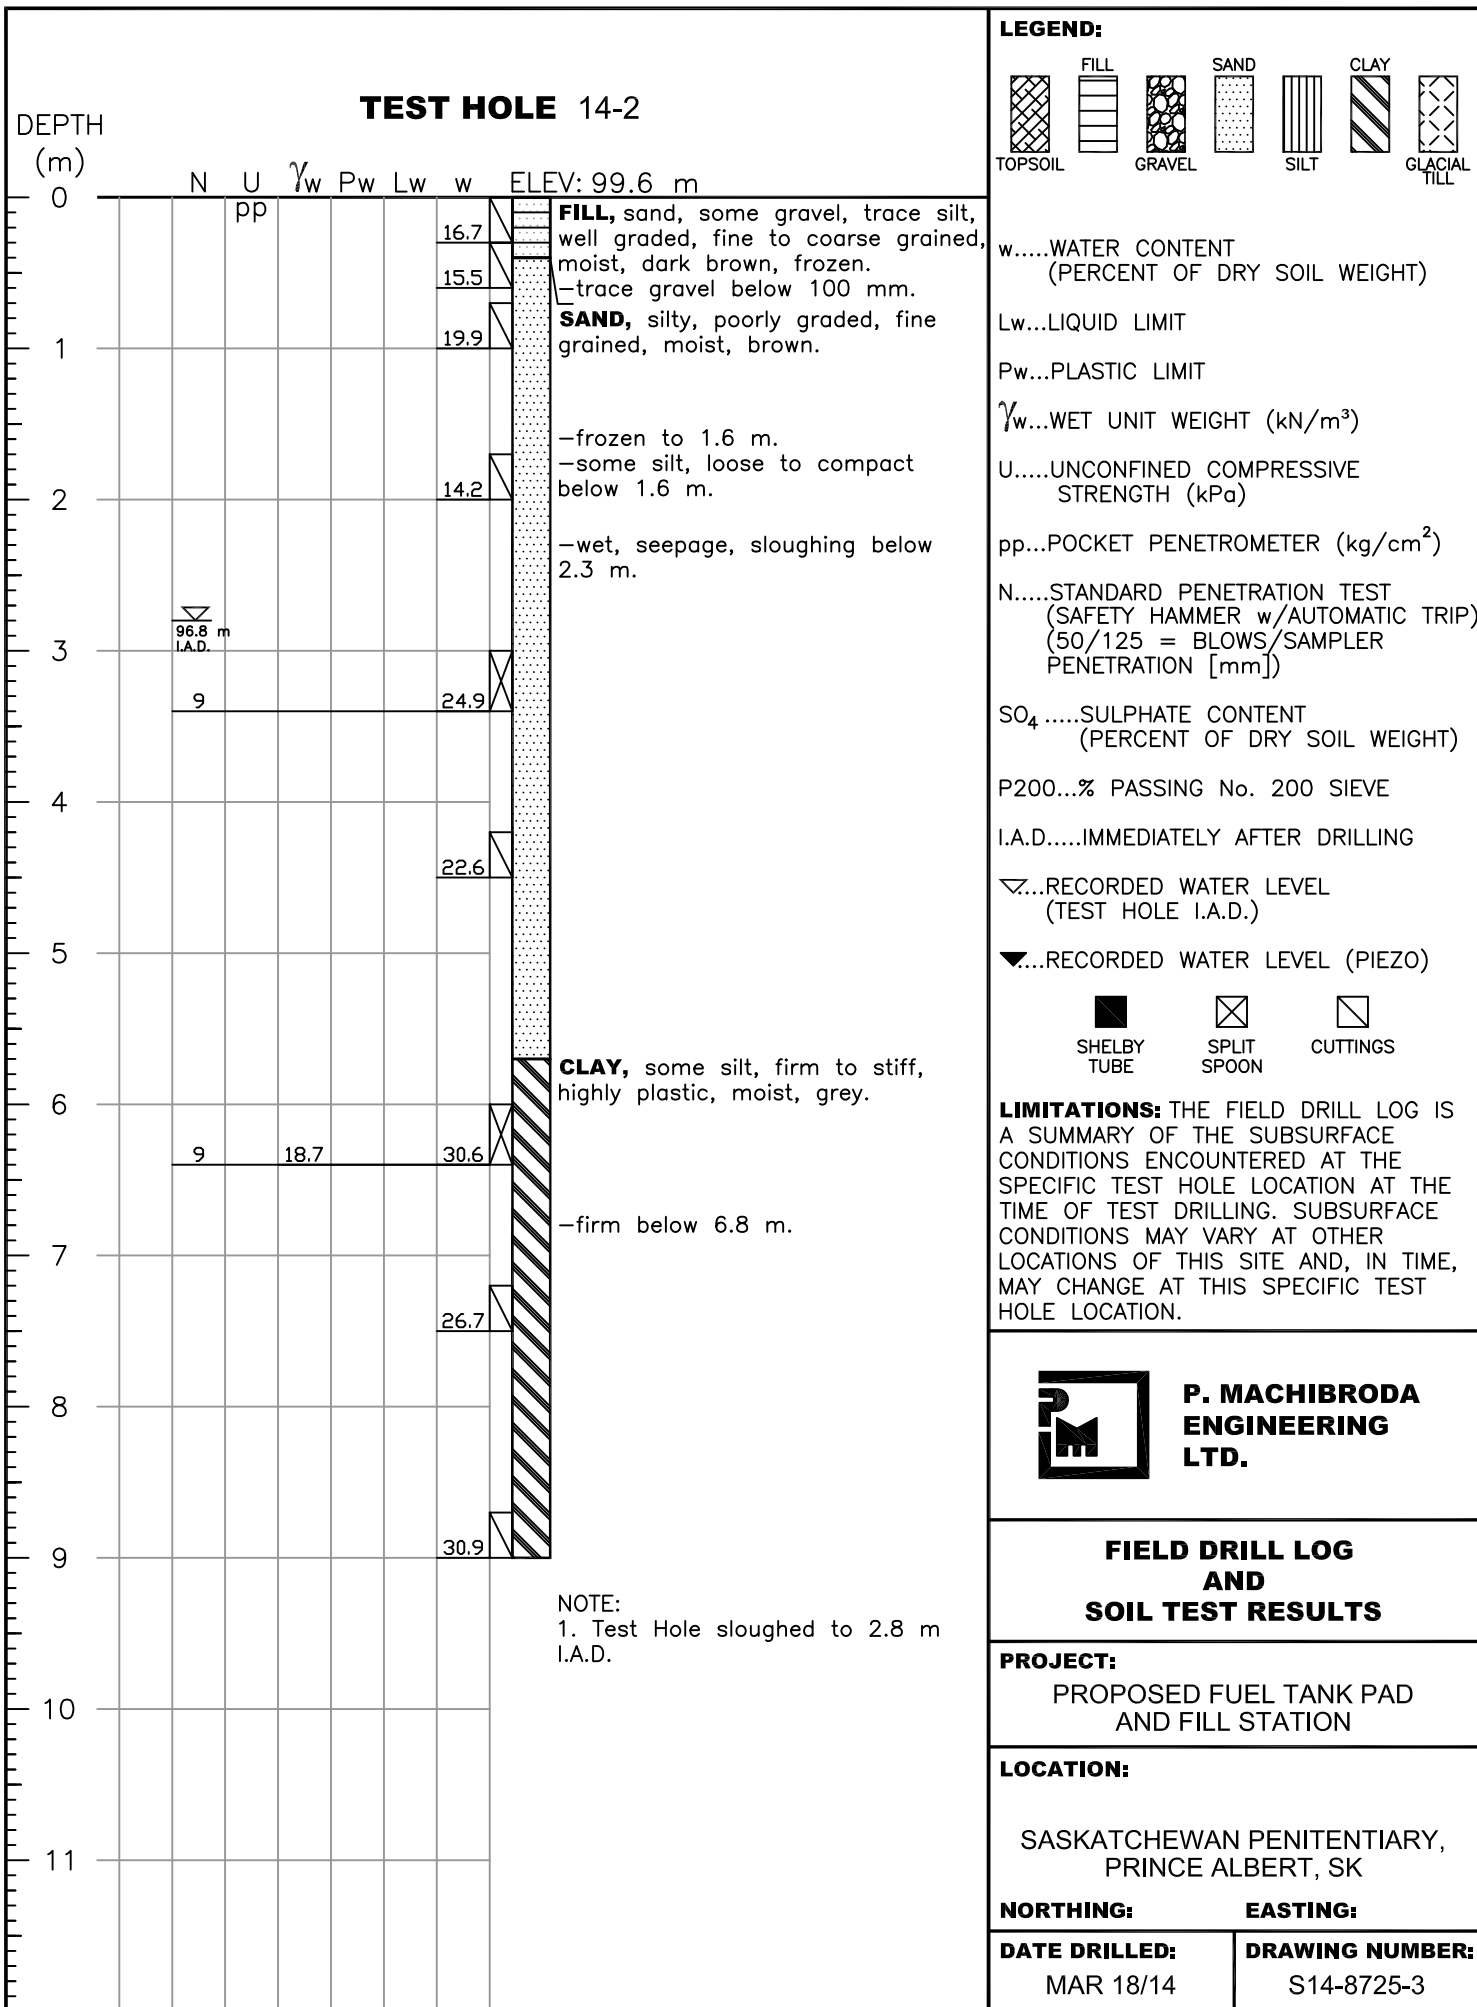 TEST HOLE 14-2
DEPTH
(m)
N U γw Pw Lw w ELEV: 99.6 m
pp
0
1
2
3
4
5
6
7
8
9
10
11
16.7
15.5
19.9
14.2
96.8 m
I.A.D.
9 24.9
22.6
9 18.7 30.6
26.7
30.9
FILL, sand, some gravel, trace silt,
well graded, fine to coarse grained,
moist, dark brown, frozen.
-trace gravel below 100 mm.
SAND, silty, poorly graded, fine
grained, moist, brown.
-frozen to 1.6 m.
-some silt, loose to compact
below 1.6 m.
-wet, seepage, sloughing below
2.3 m.
CLAY, some silt, firm to stiff,
highly plastic, moist, grey.
-firm below 6.8 m.
NOTE:
1. Test Hole sloughed to 2.8 m
I.A.D.
LEGEND:
FILL SAND CLAY
TOPSOIL GRAVEL SILT GLACIAL
TILL
w.....WATER CONTENT
(PERCENT OF DRY SOIL WEIGHT)
Lw...LIQUID LIMIT
Pw...PLASTIC LIMIT
γw...WET UNIT WEIGHT (kN/m³)
U.....UNCONFINED COMPRESSIVE
STRENGTH (kPa)
pp...POCKET PENETROMETER (kg/cm²)
N.....STANDARD PENETRATION TEST
(SAFETY HAMMER w/AUTOMATIC TRIP)
(50/125 = BLOWS/SAMPLER
PENETRATION [mm])
SO₄.....SULPHATE CONTENT
(PERCENT OF DRY SOIL WEIGHT)
P200...% PASSING No. 200 SIEVE
I.A.D.....IMMEDIATELY AFTER DRILLING
....RECORDED WATER LEVEL
(TEST HOLE I.A.D.)
....RECORDED WATER LEVEL (PIEZO)
SHELBY
TUBE
SPLIT
SPOON
CUTTINGS
LIMITATIONS: THE FIELD DRILL LOG IS
A SUMMARY OF THE SUBSURFACE
CONDITIONS ENCOUNTERED AT THE
SPECIFIC TEST HOLE LOCATION AT THE
TIME OF TEST DRILLING. SUBSURFACE
CONDITIONS MAY VARY AT OTHER
LOCATIONS OF THIS SITE AND, IN TIME,
MAY CHANGE AT THIS SPECIFIC TEST
HOLE LOCATION.
P. MACHIBRODA
ENGINEERING
LTD.
FIELD DRILL LOG
AND
SOIL TEST RESULTS
PROJECT:
PROPOSED FUEL TANK PAD
AND FILL STATION
LOCATION:
SASKATCHEWAN PENITENTIARY,
PRINCE ALBERT, SK
NORTHING: EASTING:
DATE DRILLED:
MAR 18/14
DRAWING NUMBER:
S14-8725-3